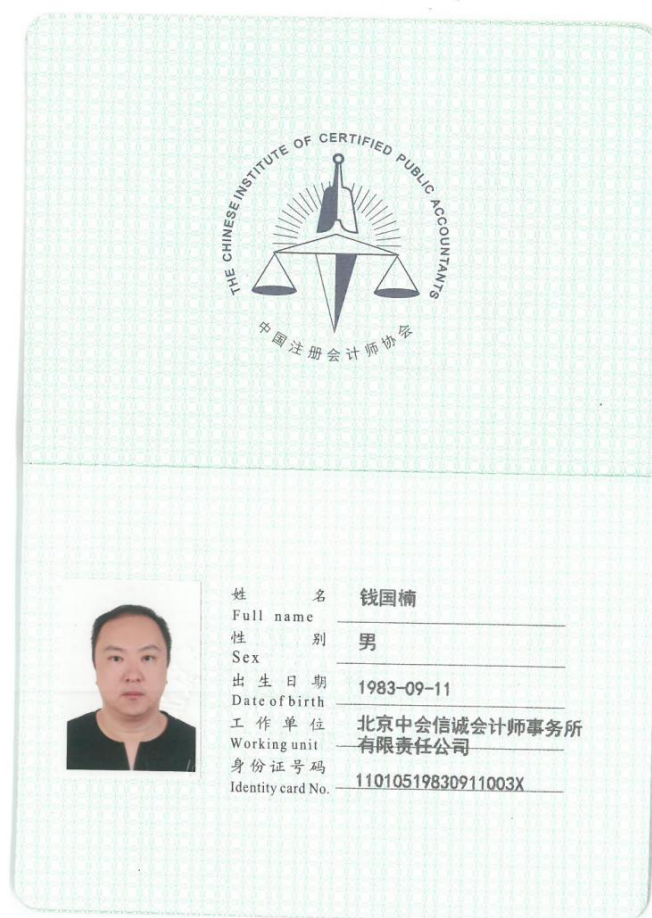 THE CHINESE INSTITUTE OF CERTIFIED PUBLIC ACCOUNTANTS
中国注册会计师协会
姓 名 钱国楠
Full name
性 别 男
Sex
出生日期 1983-09-11
Date of birth
工作单位 北京中会信诚会计师事务所
Working unit 有限责任公司
身份证号码 11010519830911003X
Identity card No.